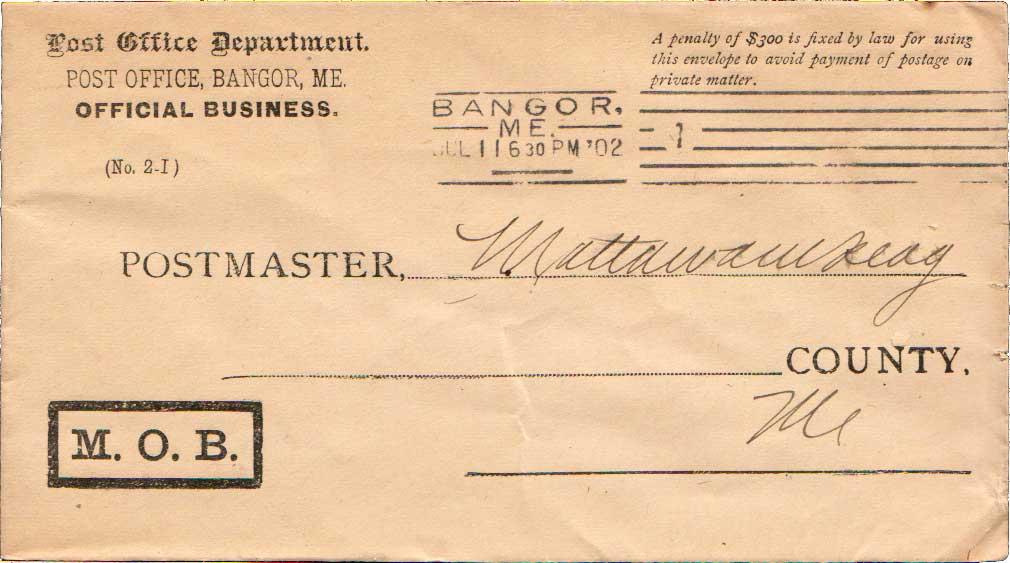 Post Office Department.
POST OFFICE, BANGOR, ME.
OFFICIAL BUSINESS.
(No. 2-I)
A penalty of $300 is fixed by law for using
this envelope to avoid payment of postage on
private matter.
BANGOR,
ME.
JUL 11 6 30 PM '02
1
POSTMASTER, Mattawamkeag
COUNTY,
Me
M. O. B.